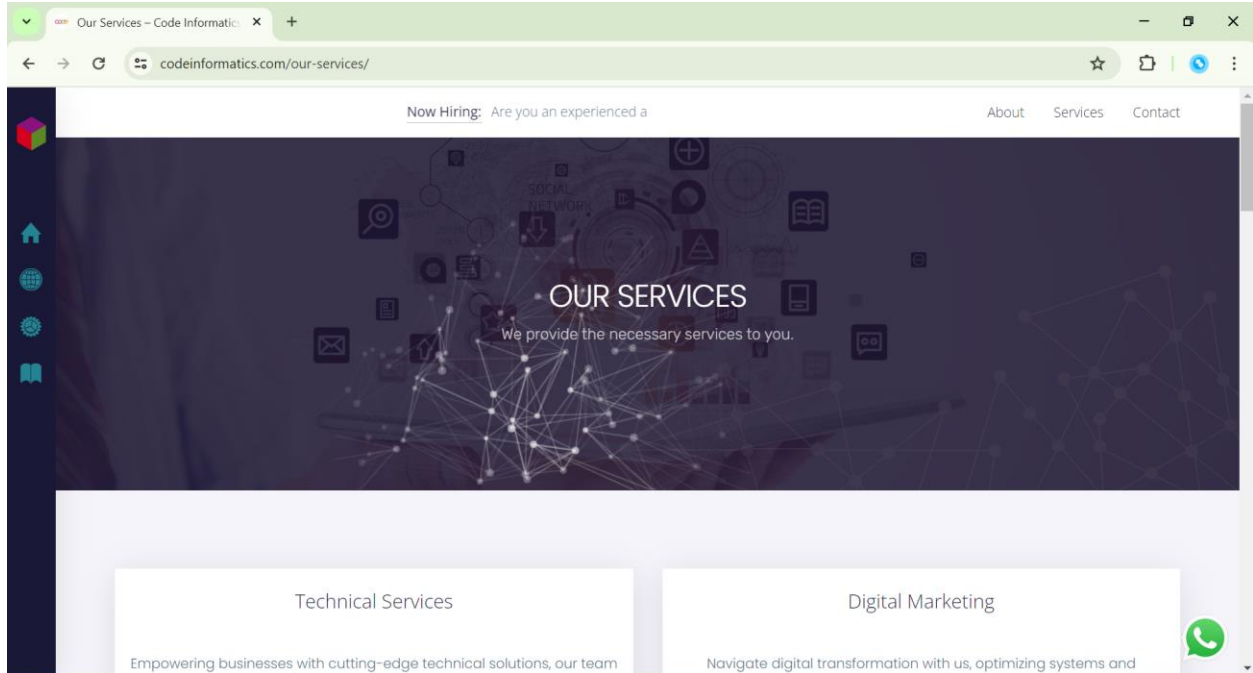 Our Services – Code Informatic
codeinformatics.com/our-services/
Now Hiring: Are you an experienced a
About Services Contact
SOCIAL
NETWORK
OUR SERVICES
We provide the necessary services to you.
Technical Services
Empowering businesses with cutting-edge technical solutions, our team
Digital Marketing
Navigate digital transformation with us, optimizing systems and